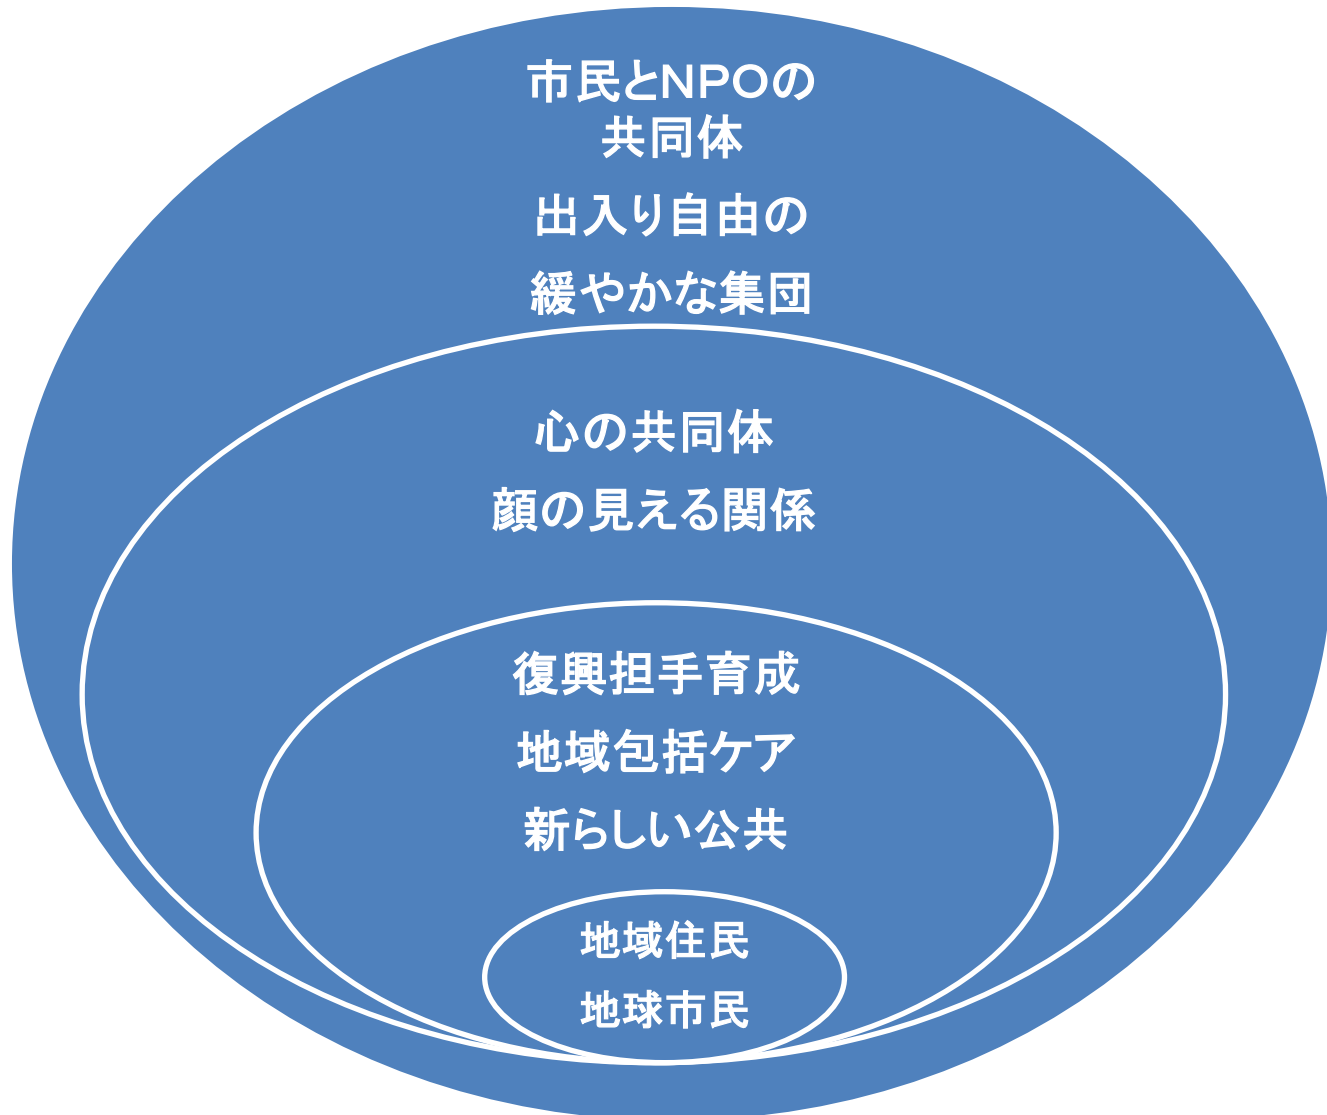 市民とNPOの
共同体
出入り自由の
緩やかな集団
心の共同体
顔の見える関係
復興担手育成
地域包括ケア
新らしい公共
地域住民
地球市民